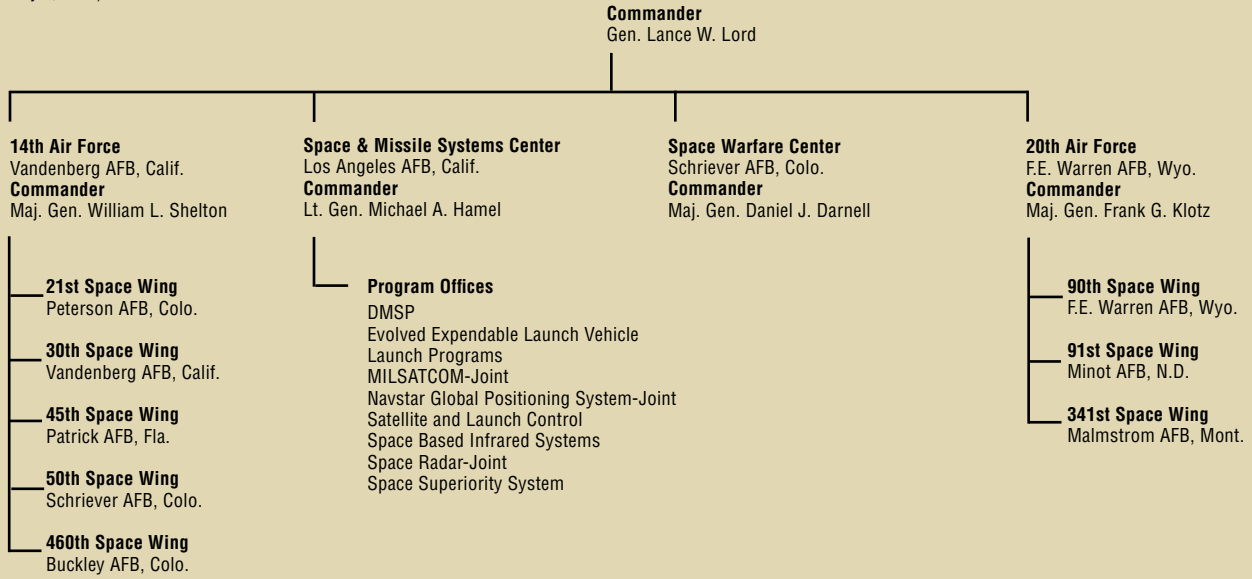 Commander
Gen. Lance W. Lord
14th Air Force
Vandenberg AFB, Calif.
Commander
Maj. Gen. William L. Shelton
21st Space Wing
Peterson AFB, Colo.
30th Space Wing
Vandenberg AFB, Calif.
45th Space Wing
Patrick AFB, Fla.
50th Space Wing
Schriever AFB, Colo.
460th Space Wing
Buckley AFB, Colo.
Space & Missile Systems Center
Los Angeles AFB, Calif.
Commander
Lt. Gen. Michael A. Hamel
Program Offices
DMSP
Evolved Expendable Launch Vehicle
Launch Programs
MILSATCOM-Joint
Navstar Global Positioning System-Joint
Satellite and Launch Control
Space Based Infrared Systems
Space Radar-Joint
Space Superiority System
Space Warfare Center
Schriever AFB, Colo.
Commander
Maj. Gen. Daniel J. Darnell
20th Air Force
F.E. Warren AFB, Wyo.
Commander
Maj. Gen. Frank G. Klotz
90th Space Wing
F.E. Warren AFB, Wyo.
91st Space Wing
Minot AFB, N.D.
341st Space Wing
Malmstrom AFB, Mont.